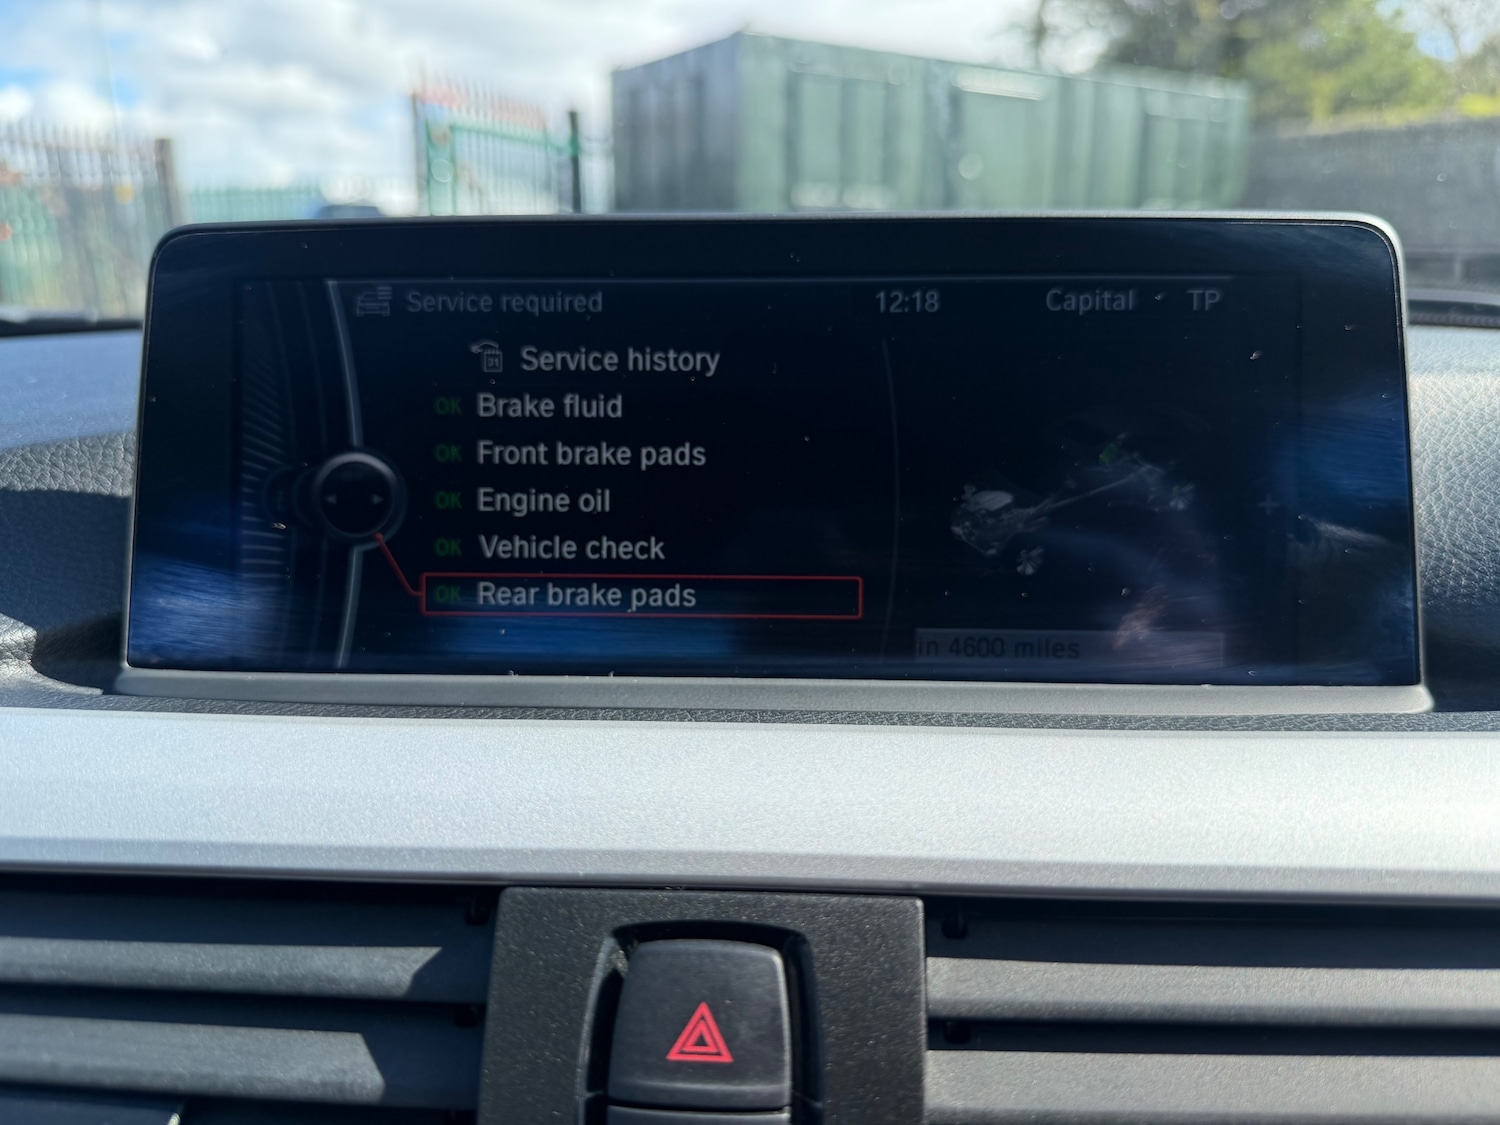 Service required 12:18 Capital TP
Service history
OK Brake fluid
OK Front brake pads
OK Engine oil
OK Vehicle check
OK Rear brake pads
in 4600 miles